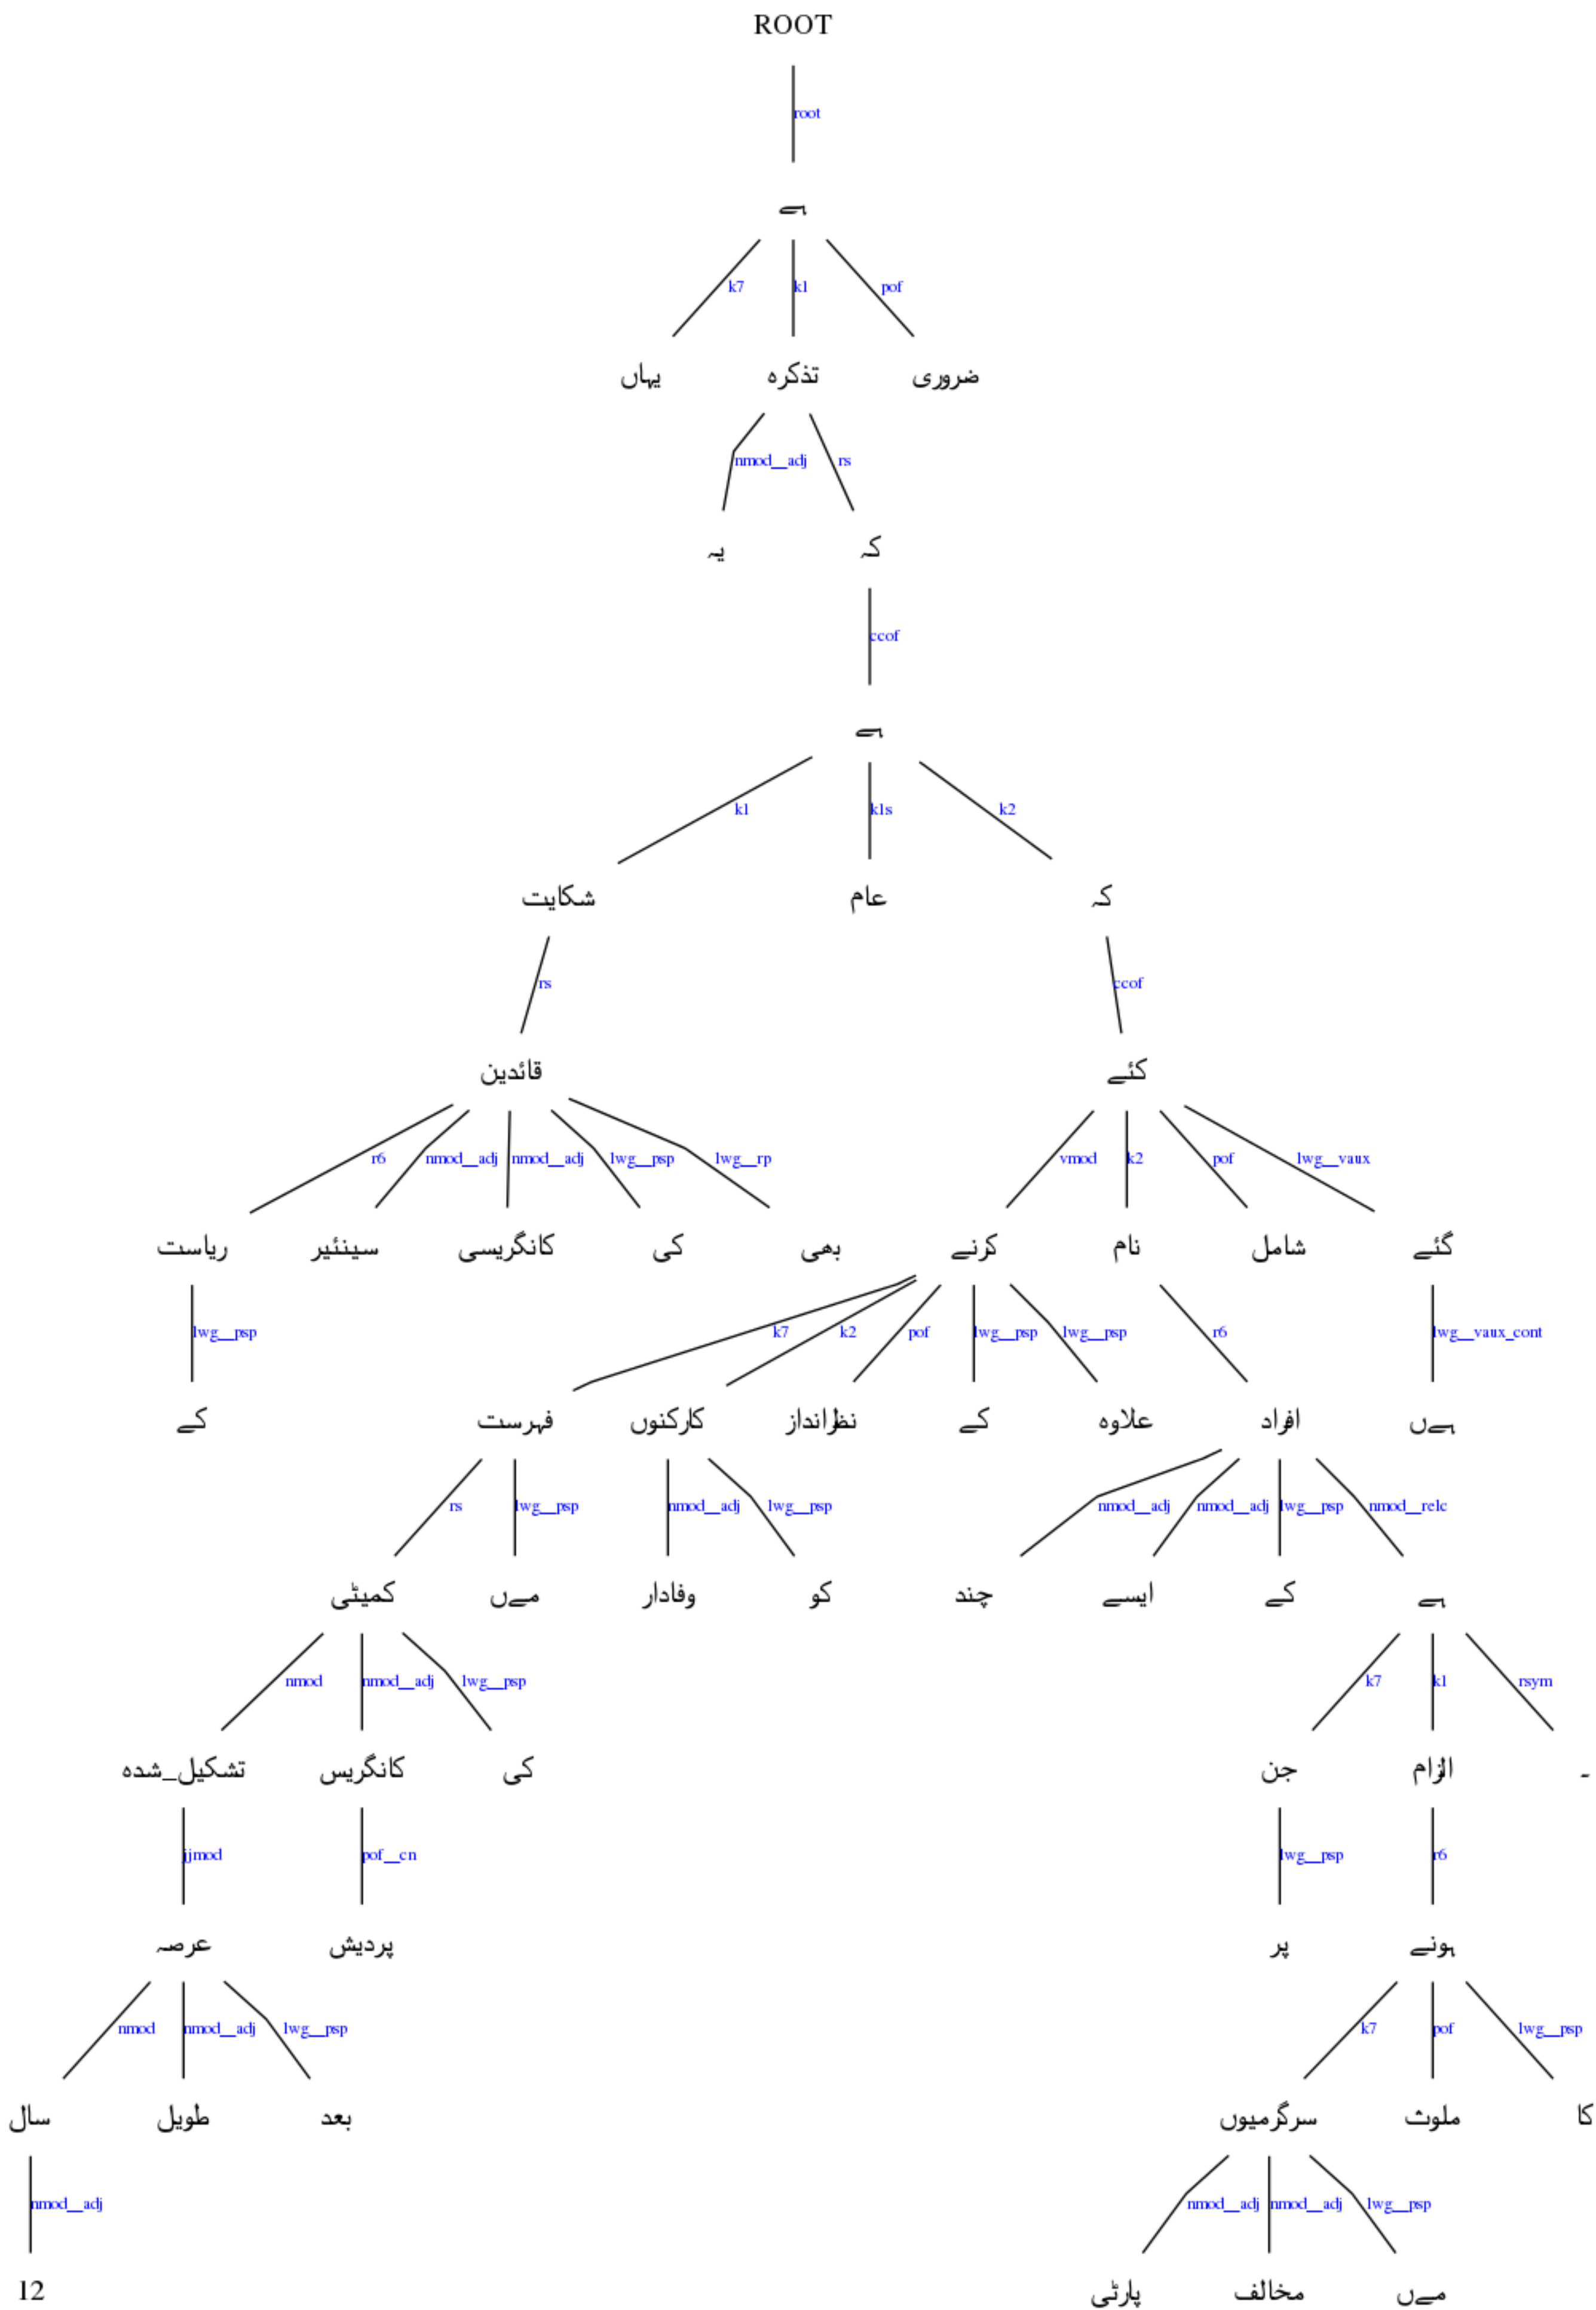 ROOT
root
ہے
k7 k1 pof
یہاں تذکرہ ضروری
nmod__adj rs
یہ کہ
ccof
ہے
k1 k1s k2
شکایت عام کہ
rs ccof
قائدین کئے
r6 nmod__adj nmod__adj lwg__psp lwg__rp vmod k2 pof lwg__vaux
ریاست سینئیر کانگریسی کی بھی کرنے نام شامل گئے
lwg__psp k7 k2 pof lwg__psp lwg__psp r6 lwg__vaux_cont
کے فہرست کارکنوں نظرانداز کے علاوہ افراد ہےں
rs lwg__psp nmod__adj lwg__psp nmod__adj nmod__adj lwg__psp nmod__relc
کمیٹی مےں وفادار کو چند ایسے کے ہے
nmod nmod__adj lwg__psp k7 k1 rsym
تشکیل_شدہ کانگریس کی جن الزام ۔
jjmod pof__cn lwg__psp r6
عرصہ پردیش پر ہونے
nmod nmod__adj lwg__psp k7 pof lwg__psp
سال طویل بعد سرگرمیوں ملوث کا
nmod__adj nmod__adj nmod__adj lwg__psp
12 پارٹی مخالف مےں